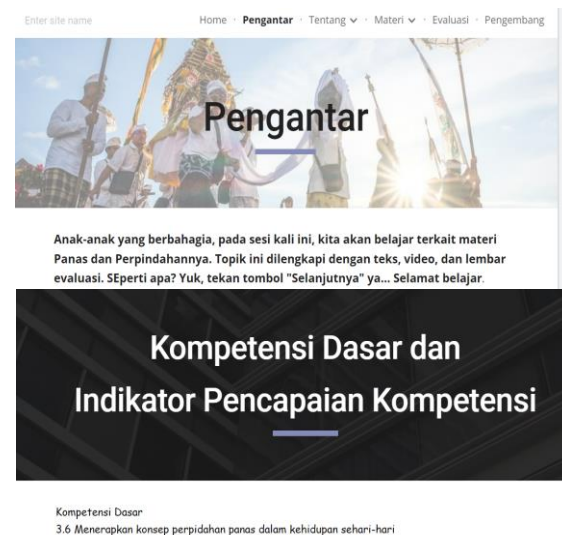 Enter site name
Home · Pengantar · Tentang · Materi · Evaluasi · Pengembang
Pengantar
Anak-anak yang berbahagia, pada sesi kali ini, kita akan belajar terkait materi
Panas dan Perpindahannya. Topik ini dilengkapi dengan teks, video, dan lembar
evaluasi. SEperti apa? Yuk, tekan tombol "Selanjutnya" ya... Selamat belajar.
Kompetensi Dasar dan
Indikator Pencapaian Kompetensi
Kompetensi Dasar
3.6 Menerapkan konsep perpidahan panas dalam kehidupan sehari-hari